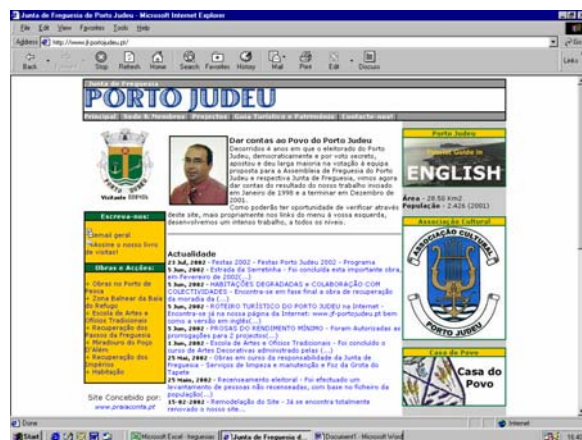 Junta de Freguesia de Porto Judeu - Microsoft Internet Explorer
File Edit View Favorites Tools Help
Address http://www.jf-portojudeu.pt/
Back Stop Refresh Home Search Favorites History Mail Print Edit Discuss
Links
Junta de Freguesia
PORTO JUDEU
Principal Sede & Membros Projectos Guia Turístico e Património Contacte-nos!
Visitante
Escreva-nos:
email geral
Assine o nosso livro
de visitas!
Obras e Acções:
+ Obras no Porto de
Pesca
+ Zona Balnear da Baia
do Refugo
+ Escola de Artes e
Ofícios Tradicionais
+ Recuperação dos
Passos da Freguesia
+ Miradouro do Poço
D'Além
+ Recuperação dos
Impérios
+ Habitação
Site Concebido por:
www.praiaconta.pt
Dar contas ao Povo do Porto Judeu
Decorridos 4 anos em que o eleitorado do Porto
Judeu, democraticamente e por voto secreto,
apostou e deu larga maioria na votação à equipa
proposta para a Assembleia de Freguesia do Porto
Judeu e respectiva Junta de Freguesia, vimos agora
dar contas do resultado do nosso trabalho iniciado
em Janeiro de 1998 e a terminar em Dezembro de
2001.
Como poderão ter oportunidade de verificar através
deste site, mais propriamente nos links do menu à vossa esquerda,
desenvolvemos um intenso trabalho, a todos os níveis.
Actualidade
23 Jul, 2002 - Festas 2002 - Festas Porto Judeu 2002 - Programa
5 Jun, 2002 - Estrada da Serretinha - Foi concluída esta importante obra,
em Fevereiro de 2002(...)
5 Jun, 2002 - HABITAÇÕES DEGRADADAS e COLABORAÇÃO COM
COLECTIVIDADES - Encontra-se em fase final a obra de recuperação
da moradia da (...)
5 Jun, 2002 - ROTEIRO TURÍSTICO DO PORTO JUDEU na Internet -
Encontra-se já na nossa página da Internet: www.jf-portojudeu.pt bem
como a versão em inglês(...)
5 Jun, 2002 - PROSAS DO RENDIMENTO MÍNIMO - Foram Autorizadas as
prorrogações para 2 projectos(...)
3 Jun, 2002 - Escola de Artes e Ofícios Tradicionais - Foi concluído o
curso de Artes Decorativas administrado pelas (...)
25 Mai, 2002 - Obras em curso da responsabilidade da Junta de
Freguesia - Serviços de limpeza e manutenção e Foz da Grota do
Tapete
25 Maio, 2002 - Recenseamento eleitoral - Foi efectuado um
levantamento de pessoas não recenseadas, com base no ficheiro da
população(...)
15-02-2002 - Remodelação do Site - Já se encontra totalmente
renovado o nosso site...
Porto Judeu
Tourist Guide in
ENGLISH
Área - 28.50 Km2
População - 2.426 (2001)
Associação Cultural
ASSOCIAÇÃO CULTURAL
PORTO JUDEU
Casa do Povo
Casa do
Povo
Done
Internet
Start
Microsoft Excel - freguesias
Junta de Freguesia d...
Document1 - Microsoft Word